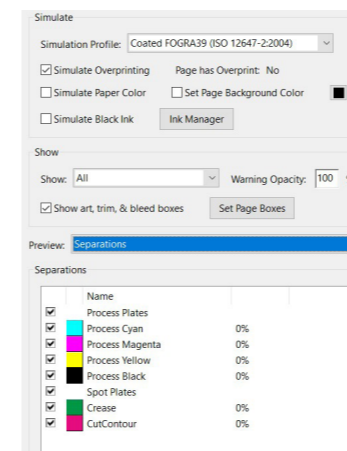 Simulate
Simulation Profile: Coated FOGRA39 (ISO 12647-2:2004)
Simulate Overprinting Page has Overprint: No
Simulate Paper Color Set Page Background Color
Simulate Black Ink Ink Manager
Show
Show: All Warning Opacity: 100
Show art, trim, & bleed boxes Set Page Boxes
Preview: Separations
Separations
Name
Process Plates
Process Cyan 0%
Process Magenta 0%
Process Yellow 0%
Process Black 0%
Spot Plates
Crease 0%
CutContour 0%